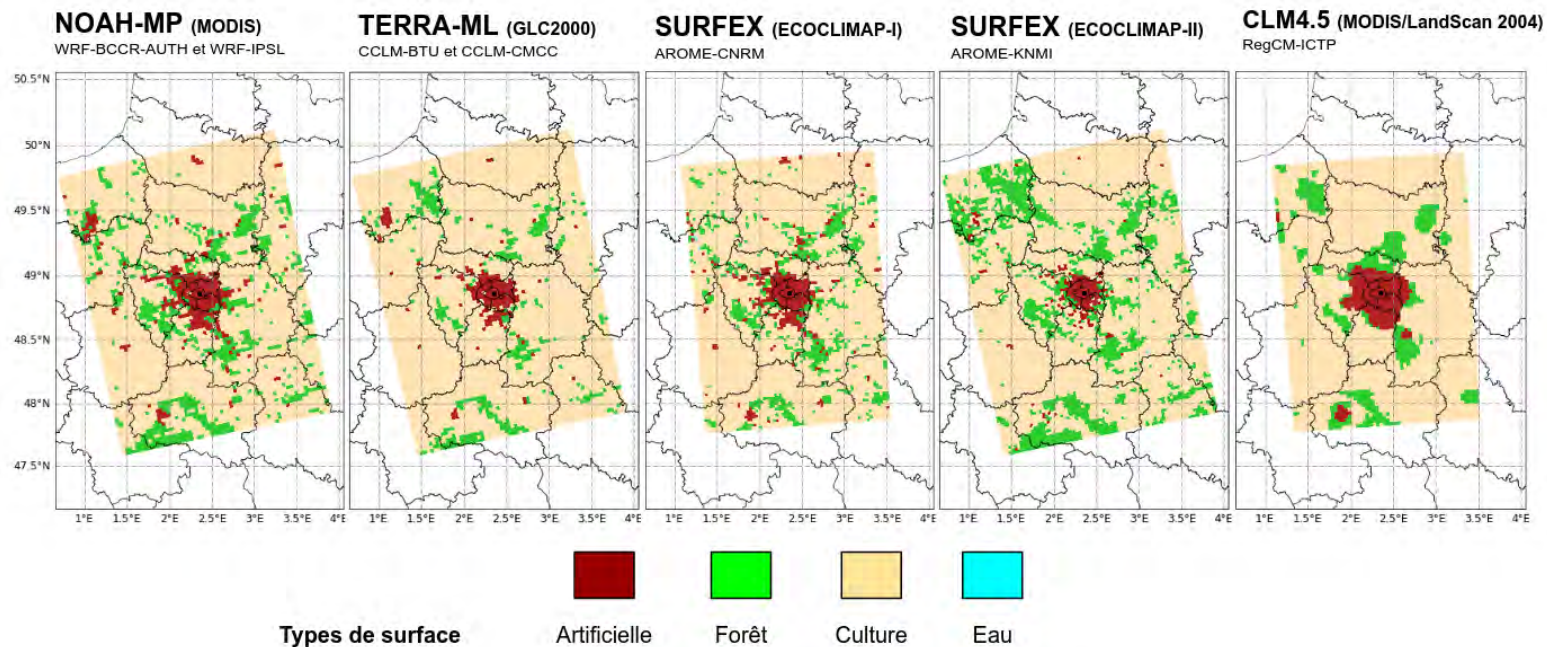 NOAH-MP (MODIS)
WRF-BCCR-AUTH et WRF-IPSL
TERRA-ML (GLC2000)
CCLM-BTU et CCLM-CMCC
SURFEX (ECOCLIMAP-I)
AROME-CNRM
SURFEX (ECOCLIMAP-II)
AROME-KNMI
CLM4.5 (MODIS/LandScan 2004)
RegCM-ICTP
50.5°N
50°N
49.5°N
49°N
48.5°N
48°N
47.5°N
1°E 1.5°E 2°E 2.5°E 3°E 3.5°E 4°E
1°E 1.5°E 2°E 2.5°E 3°E 3.5°E 4°E
1°E 1.5°E 2°E 2.5°E 3°E 3.5°E 4°E
1°E 1.5°E 2°E 2.5°E 3°E 3.5°E 4°E
1°E 1.5°E 2°E 2.5°E 3°E 3.5°E 4°E
Types de surface Artificielle Forêt Culture Eau